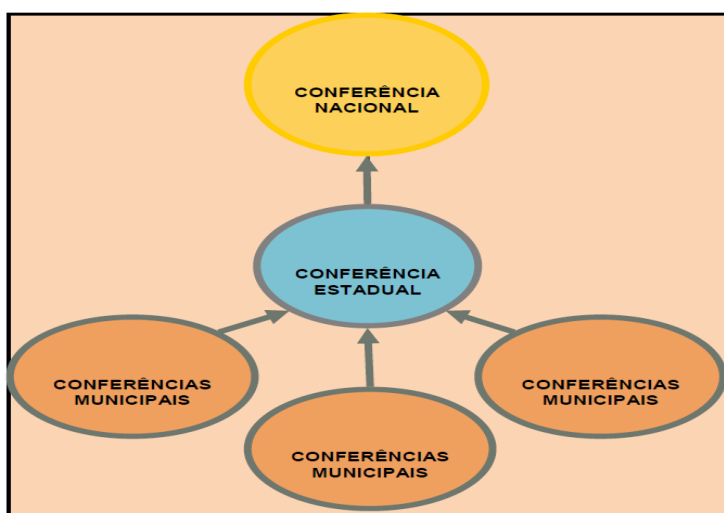 CONFERÊNCIA
NACIONAL
CONFERÊNCIA
ESTADUAL
CONFERÊNCIAS
MUNICIPAIS
CONFERÊNCIAS
MUNICIPAIS
CONFERÊNCIAS
MUNICIPAIS